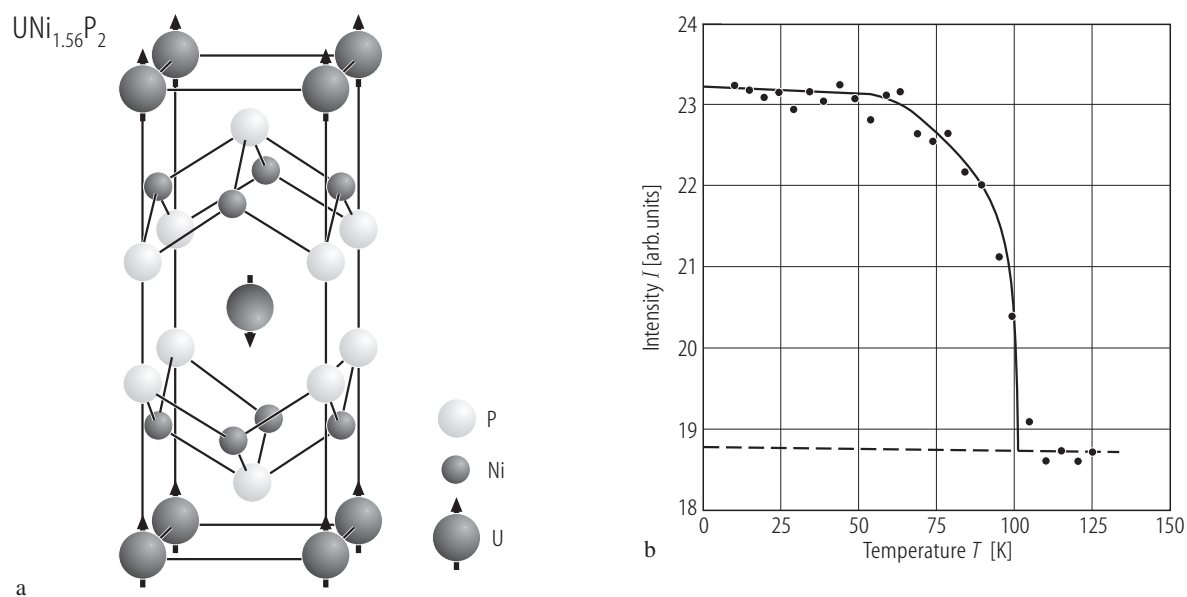 UNi1.56P2
P
Ni
U
a
Intensity I [arb. units]
24
23
22
21
20
19
18
0 25 50 75 100 125 150
Temperature T [K]
b